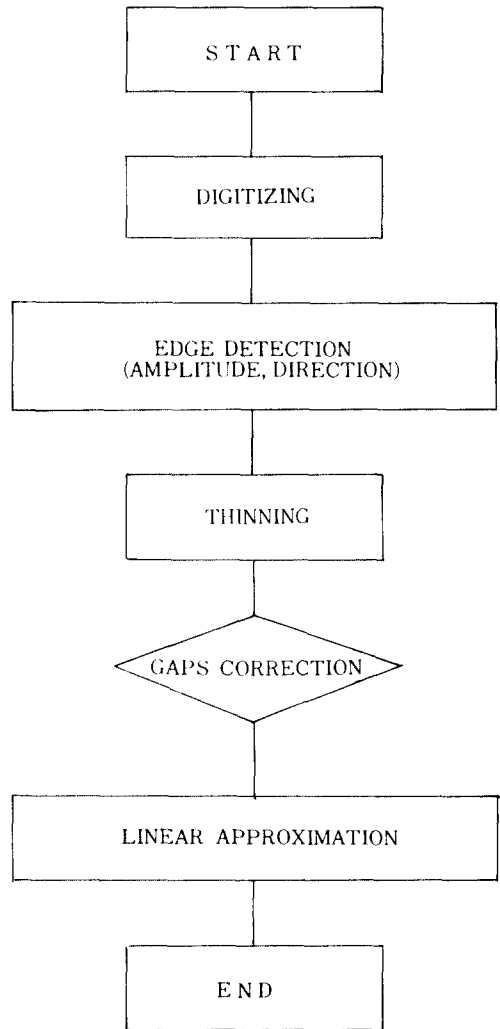 START
DIGITIZING
EDGE DETECTION
(AMPLITUDE, DIRECTION)
THINNING
GAPS CORRECTION
LINEAR APPROXIMATION
END